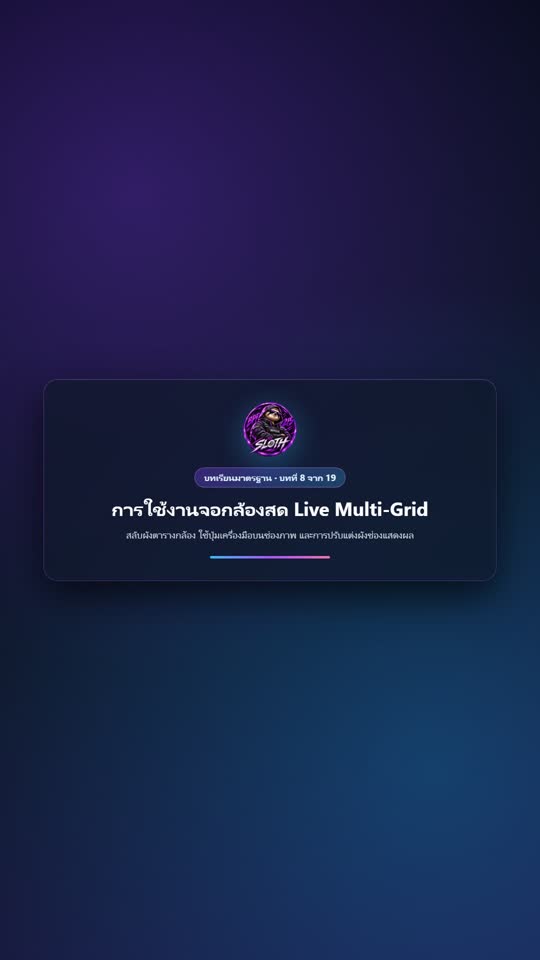 SLOTH
บทเรียนมาตรฐาน · บทที่ 8 จาก 19
การใช้งานจอกล้องสด Live Multi-Grid
สลับผังตารางกล้อง ใช้ปุ่มเครื่องมือบนช่องภาพ และการปรับแต่งผังช่องแสดงผล